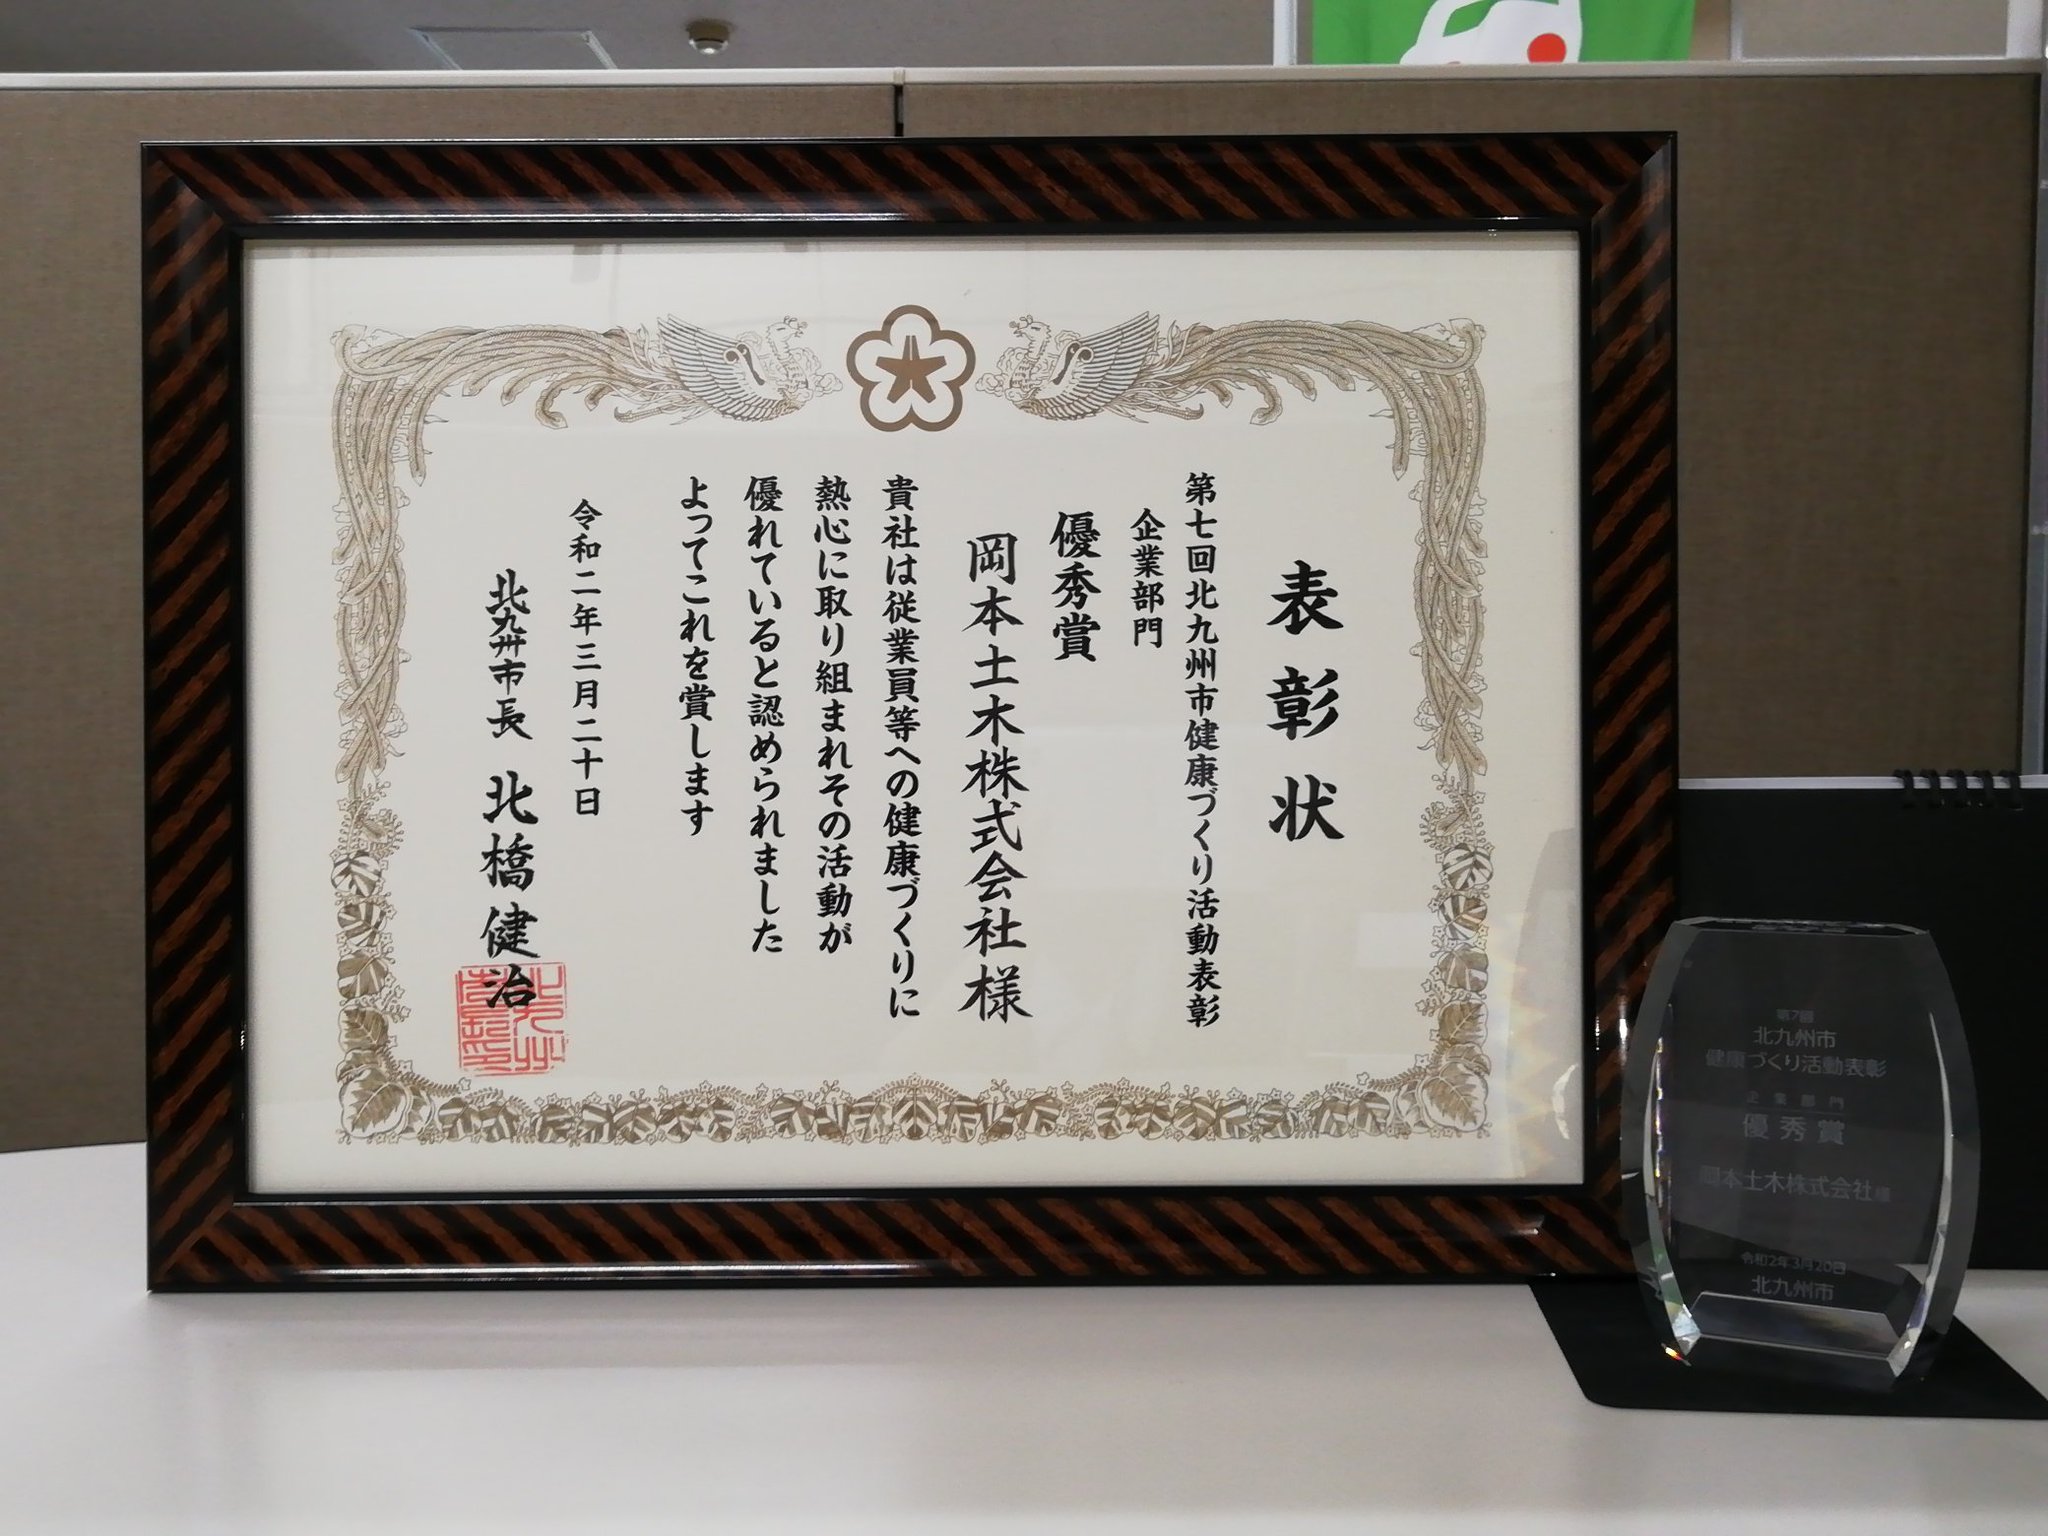 表彰状
第七回北九州市健康づくり活動表彰
企業部門
優秀賞
岡本土木株式会社様
貴社は従業員等への健康づくりに
熱心に取り組まれその活動が
優れていると認められました
よってこれを賞します
令和二年三月二十日
北九州市長 北橋健治
第7回
北九州市
健康づくり活動表彰
企業部門
優秀賞
岡本土木株式会社様
令和2年3月20日
北九州市